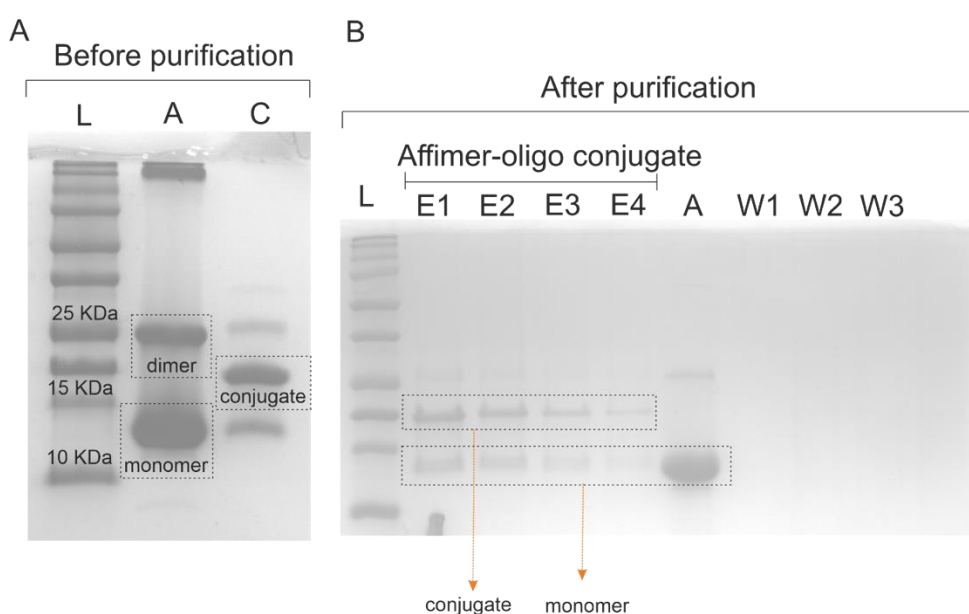 A
Before purification
L A C
25 KDa
dimer
15 KDa
conjugate
monomer
10 KDa
B
After purification
Affimer-oligo conjugate
L E1 E2 E3 E4 A W1 W2 W3
conjugate monomer